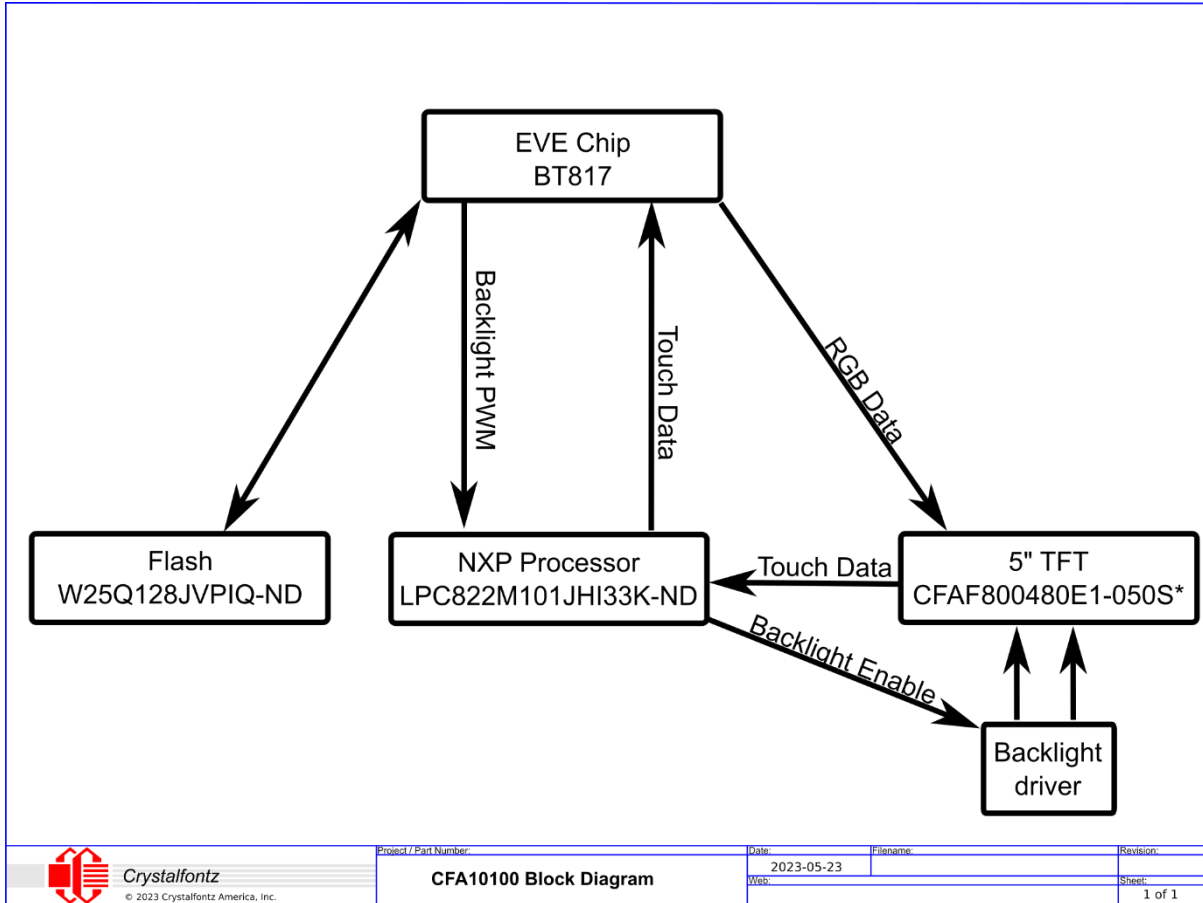 EVE Chip
BT817
Backlight PWM
Touch Data
RGB Data
Flash
W25Q128JVPIQ-ND
NXP Processor
LPC822M101JHI33K-ND
Touch Data
5" TFT
CFAF800480E1-050S*
Backlight Enable
Backlight
driver
Crystalfontz
© 2023 Crystalfontz America, Inc.
Project / Part Number:
CFA10100 Block Diagram
Date:
2023-05-23
Filename:
Revision:
Web:
Sheet:
1 of 1